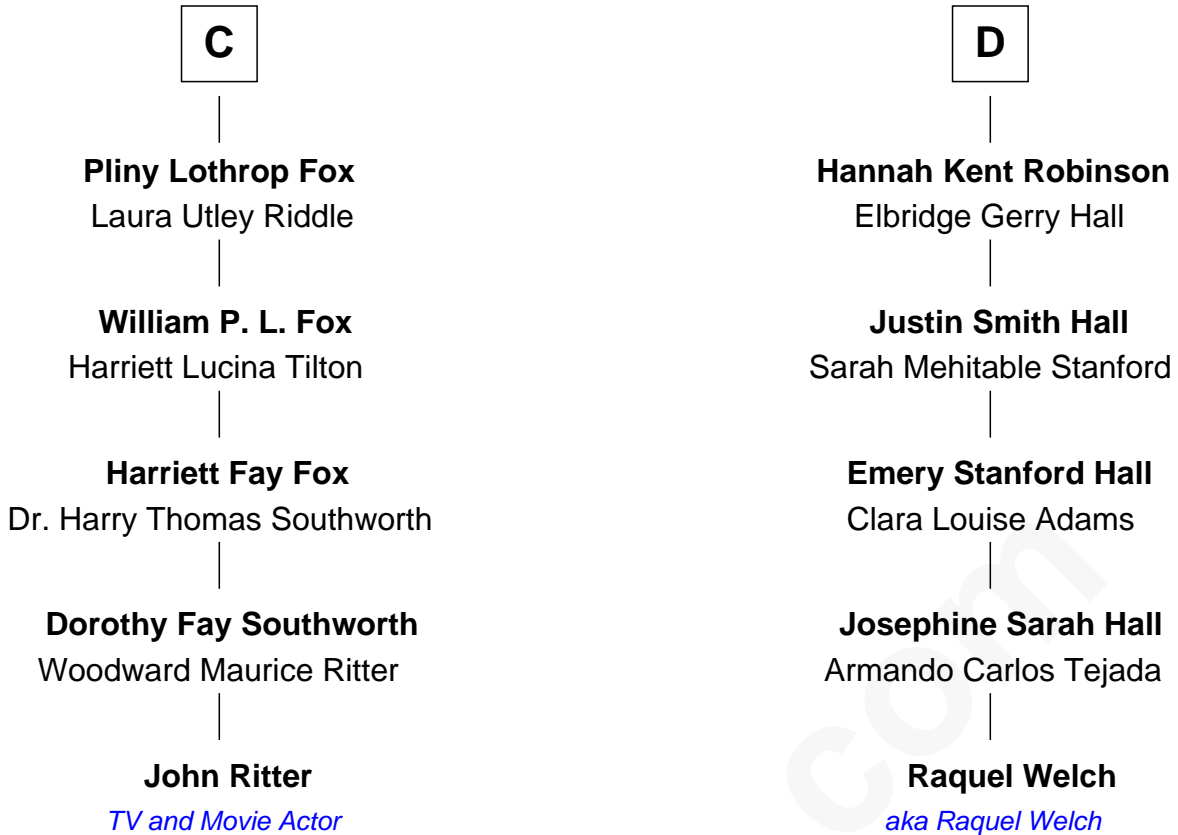 C
Pliny Lothrop Fox
Laura Utley Riddle
William P. L. Fox
Harriett Lucina Tilton
Harriett Fay Fox
Dr. Harry Thomas Southworth
Dorothy Fay Southworth
Woodward Maurice Ritter
John Ritter
TV and Movie Actor
D
Hannah Kent Robinson
Elbridge Gerry Hall
Justin Smith Hall
Sarah Mehitable Stanford
Emery Stanford Hall
Clara Louise Adams
Josephine Sarah Hall
Armando Carlos Tejada
Raquel Welch
aka Raquel Welch
com